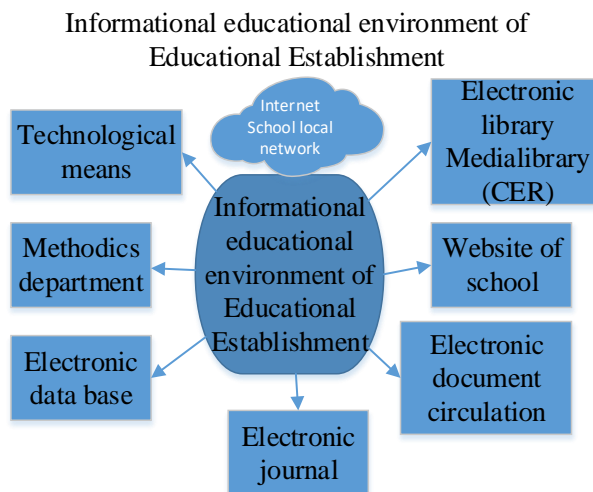 Informational educational environment of
Educational Establishment
Internet
School local
network
Technological
means
Electronic
library
Medialibrary
(CER)
Informational
educational
environment of
Educational
Establishment
Methodics
department
Website of
school
Electronic
data base
Electronic
document
circulation
Electronic
journal